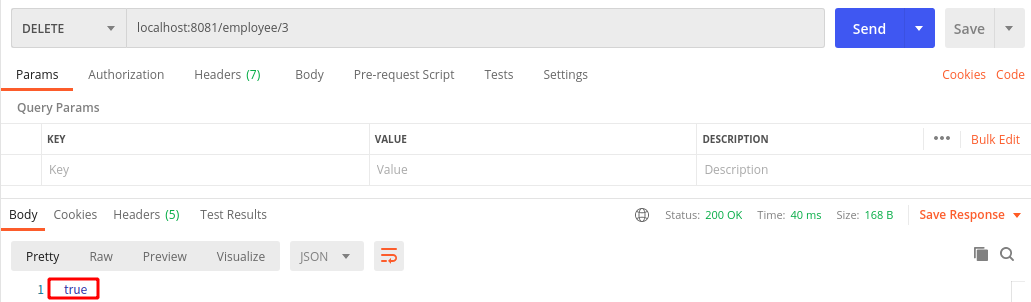 DELETE localhost:8081/employee/3 Send Save
Params Authorization Headers (7) Body Pre-request Script Tests Settings Cookies Code
Query Params
KEY VALUE DESCRIPTION Bulk Edit
Key Value Description
Body Cookies Headers (5) Test Results Status: 200 OK Time: 40 ms Size: 168 B Save Response
Pretty Raw Preview Visualize JSON
1 true